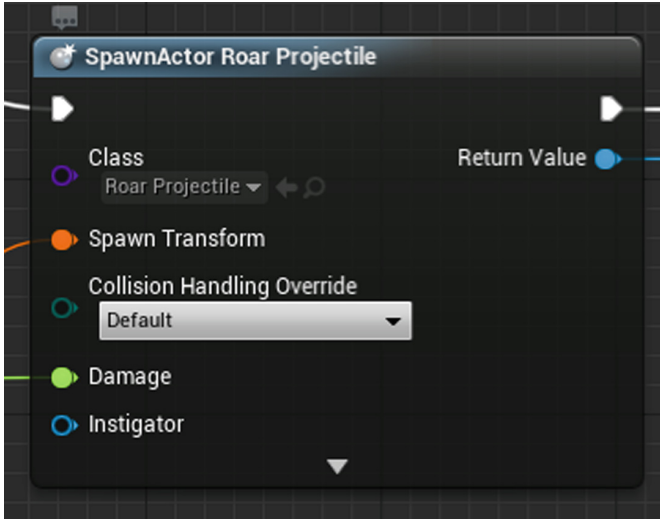 SpawnActor Roar Projectile
Class
Return Value
Roar Projectile
Spawn Transform
Collision Handling Override
Default
Damage
Instigator